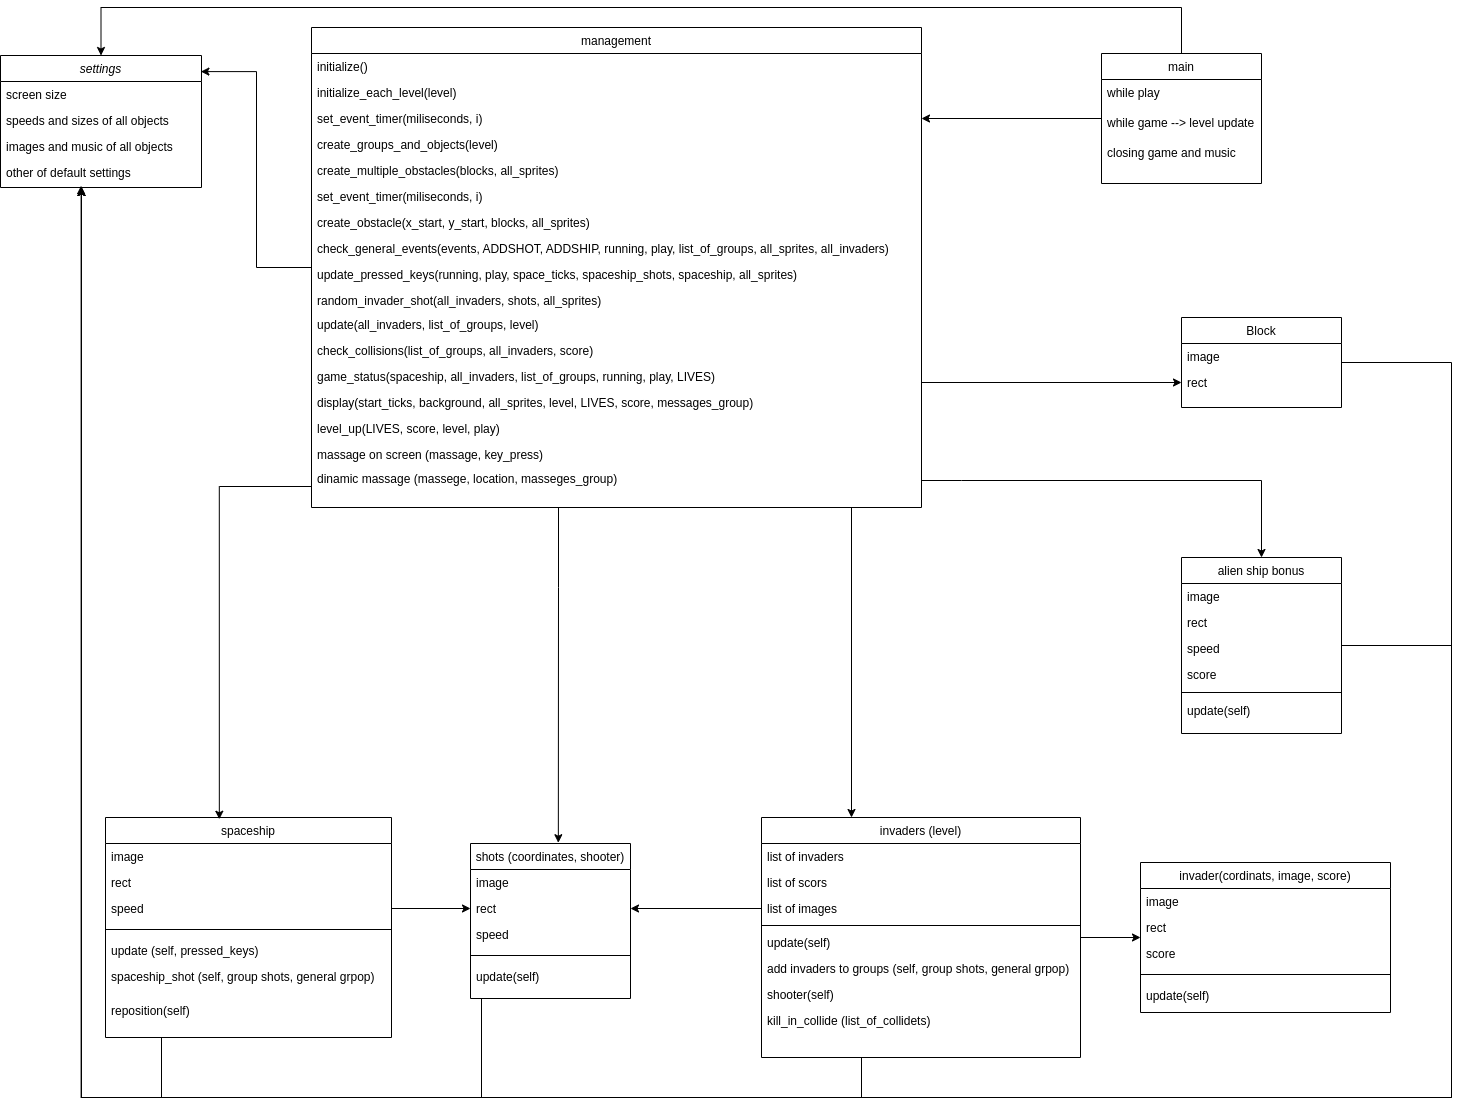 settings
screen size
speeds and sizes of all objects
images and music of all objects
other of default settings
management
initialize()
initialize_each_level(level)
set_event_timer(miliseconds, i)
create_groups_and_objects(level)
create_multiple_obstacles(blocks, all_sprites)
set_event_timer(miliseconds, i)
create_obstacle(x_start, y_start, blocks, all_sprites)
check_general_events(events, ADDSHOT, ADDSHIP, running, play, list_of_groups, all_sprites, all_invaders)
update_pressed_keys(running, play, space_ticks, spaceship_shots, spaceship, all_sprites)
random_invader_shot(all_invaders, shots, all_sprites)
update(all_invaders, list_of_groups, level)
check_collisions(list_of_groups, all_invaders, score)
game_status(spaceship, all_invaders, list_of_groups, running, play, LIVES)
display(start_ticks, background, all_sprites, level, LIVES, score, messages_group)
level_up(LIVES, score, level, play)
massage on screen (massage, key_press)
dinamic massage (massege, location, masseges_group)
main
while play
while game --> level update
closing game and music
Block
image
rect
alien ship bonus
image
rect
speed
score
update(self)
spaceship
image
rect
speed
update (self, pressed_keys)
spaceship_shot (self, group shots, general grpop)
reposition(self)
shots (coordinates, shooter)
image
rect
speed
update(self)
invaders (level)
list of invaders
list of scors
list of images
update(self)
add invaders to groups (self, group shots, general grpop)
shooter(self)
kill_in_collide (list_of_collidets)
invader(cordinats, image, score)
image
rect
score
update(self)